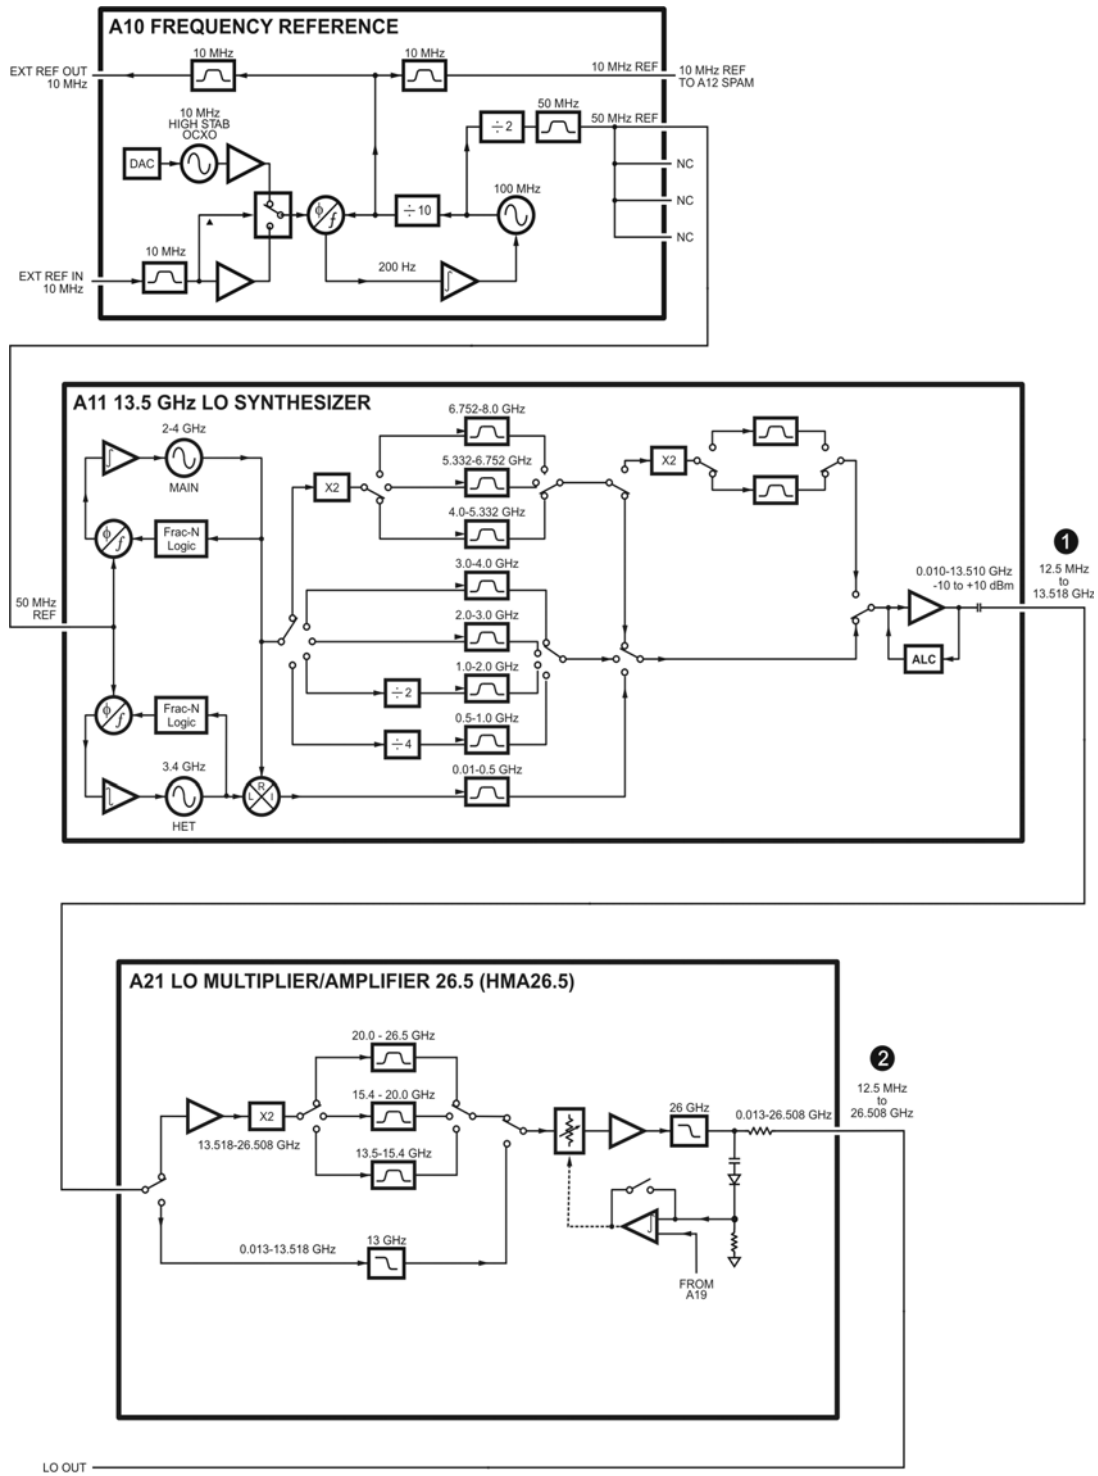 A10 FREQUENCY REFERENCE
10 MHz
10 MHz
EXT REF OUT
10 MHz
10 MHz REF
10 MHz REF
TO A12 SPAM
10 MHz
HIGH STAB
OCXO
50 MHz
÷2
50 MHz REF
DAC
NC
NC
NC
ϕ
f
÷10
100 MHz
10 MHz
200 Hz
EXT REF IN
10 MHz
A11 13.5 GHz LO SYNTHESIZER
2-4 GHz
MAIN
6.752-8.0 GHz
X2
5.332-6.752 GHz
X2
4.0-5.332 GHz
ϕ
f
Frac-N
Logic
3.0-4.0 GHz
0.010-13.510 GHz
-10 to +10 dBm
1
12.5 MHz
to
13.518 GHz
50 MHz
REF
2.0-3.0 GHz
ALC
1.0-2.0 GHz
÷2
ϕ
f
Frac-N
Logic
0.5-1.0 GHz
÷4
3.4 GHz
HET
R
L
I
0.01-0.5 GHz
A21 LO MULTIPLIER/AMPLIFIER 26.5 (HMA26.5)
20.0 - 26.5 GHz
X2
13.518-26.508 GHz
15.4 - 20.0 GHz
13.5-15.4 GHz
26 GHz
0.013-26.508 GHz
2
12.5 MHz
to
26.508 GHz
0.013-13.518 GHz
13 GHz
FROM
A19
LO OUT